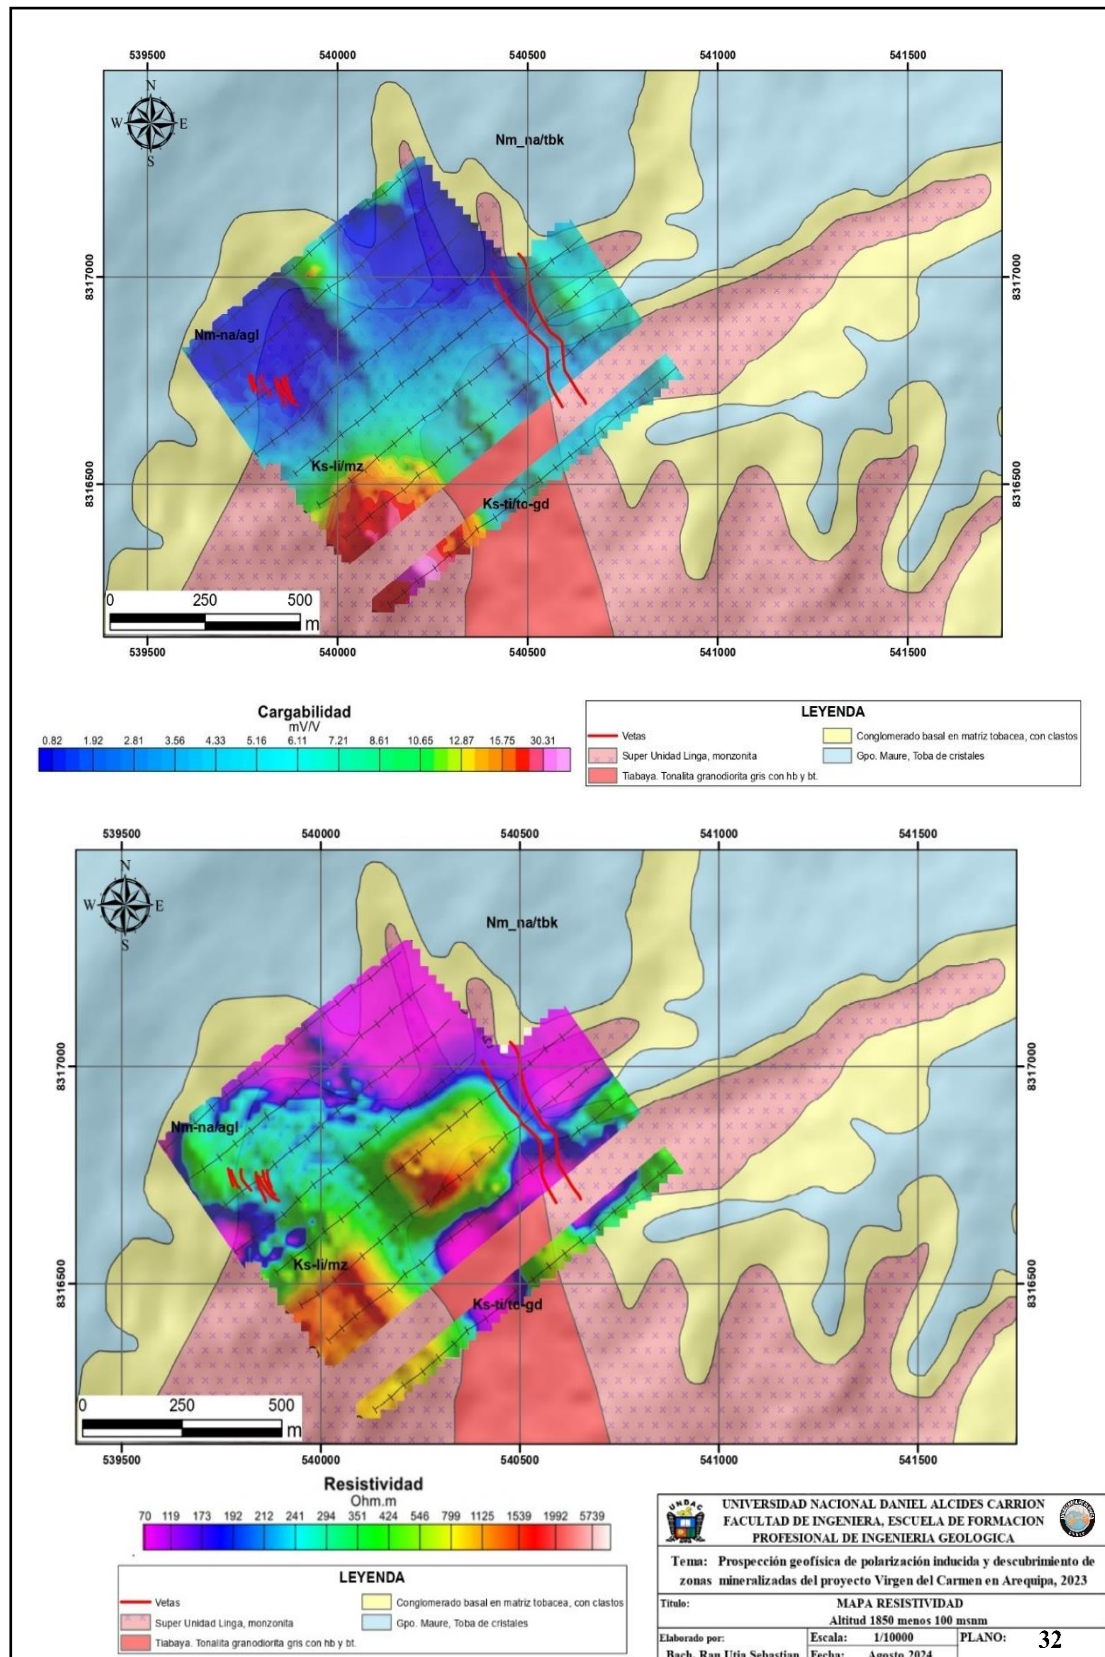 539500 540000 540500 541000 541500
N
W E
S
Nm_na/tbk
8317000 8317000
Nm-na/agl
Ks-li/mz
8316500 8316500
Ks-ti/to-gd
0 250 500
m
539500 540000 540500 541000 541500
Cargabilidad
mV/V
0.82 1.92 2.81 3.56 4.33 5.16 6.11 7.21 8.61 10.65 12.87 15.75 30.31
LEYENDA
Vetas
Conglomerado basal en matriz tobacea, con clastos
Super Unidad Linga, monzonita
Gpo. Maure, Toba de cristales
Tiabaya. Tonalita granodiorita gris con hb y bt.
539500 540000 540500 541000 541500
N
W E
S
Nm_na/tbk
8317000 8317000
Nm-na/agl
Ks-li/mz
8316500 8316500
Ks-ti/to-gd
0 250 500
m
539500 540000 540500 541000 541500
Resistividad
Ohm.m
70 119 173 192 212 241 294 351 424 546 799 1125 1539 1992 5739
LEYENDA
Vetas
Conglomerado basal en matriz tobacea, con clastos
Super Unidad Linga, monzonita
Gpo. Maure, Toba de cristales
Tiabaya. Tonalita granodiorita gris con hb y bt.
UNDAC
UNIVERSIDAD NACIONAL DANIEL ALCIDES CARRION
FACULTAD DE INGENIERA, ESCUELA DE FORMACION
PROFESIONAL DE INGENIERIA GEOLOGICA
Tema: Prospección geofísica de polarización inducida y descubrimiento de
zonas mineralizadas del proyecto Virgen del Carmen en Arequipa, 2023
Titulo: MAPA RESISTIVIDAD
Altitud 1850 menos 100 msnm
Elaborado por: Escala: 1/10000 PLANO: 32
Bach. Rau Utia Sebastian Fecha: Agosto 2024